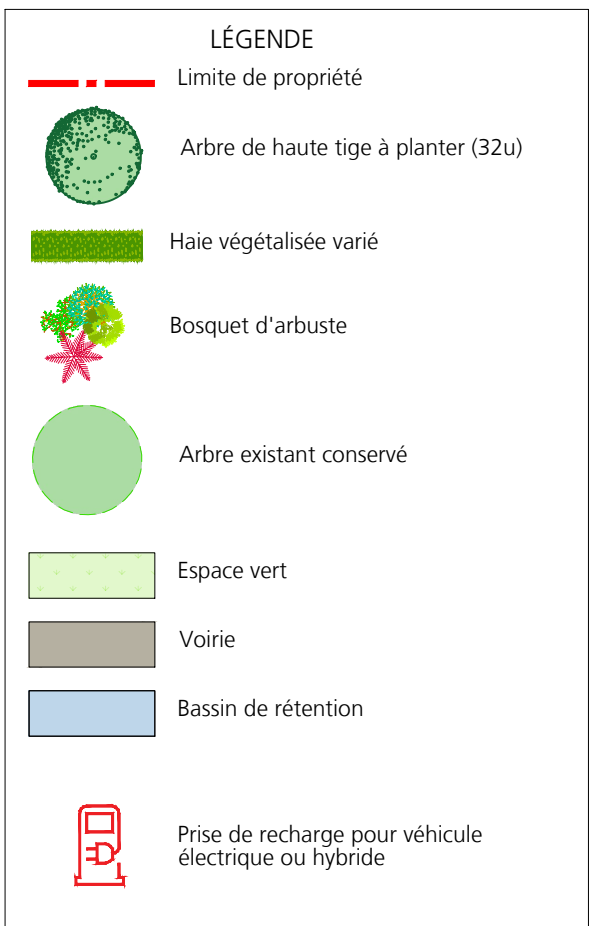 LÉGENDE
Limite de propriété
Arbre de haute tige à planter (32u)
Haie végétalisée varié
Bosquet d'arbuste
Arbre existant conservé
Espace vert
Voirie
Bassin de rétention
Prise de recharge pour véhicule
électrique ou hybride